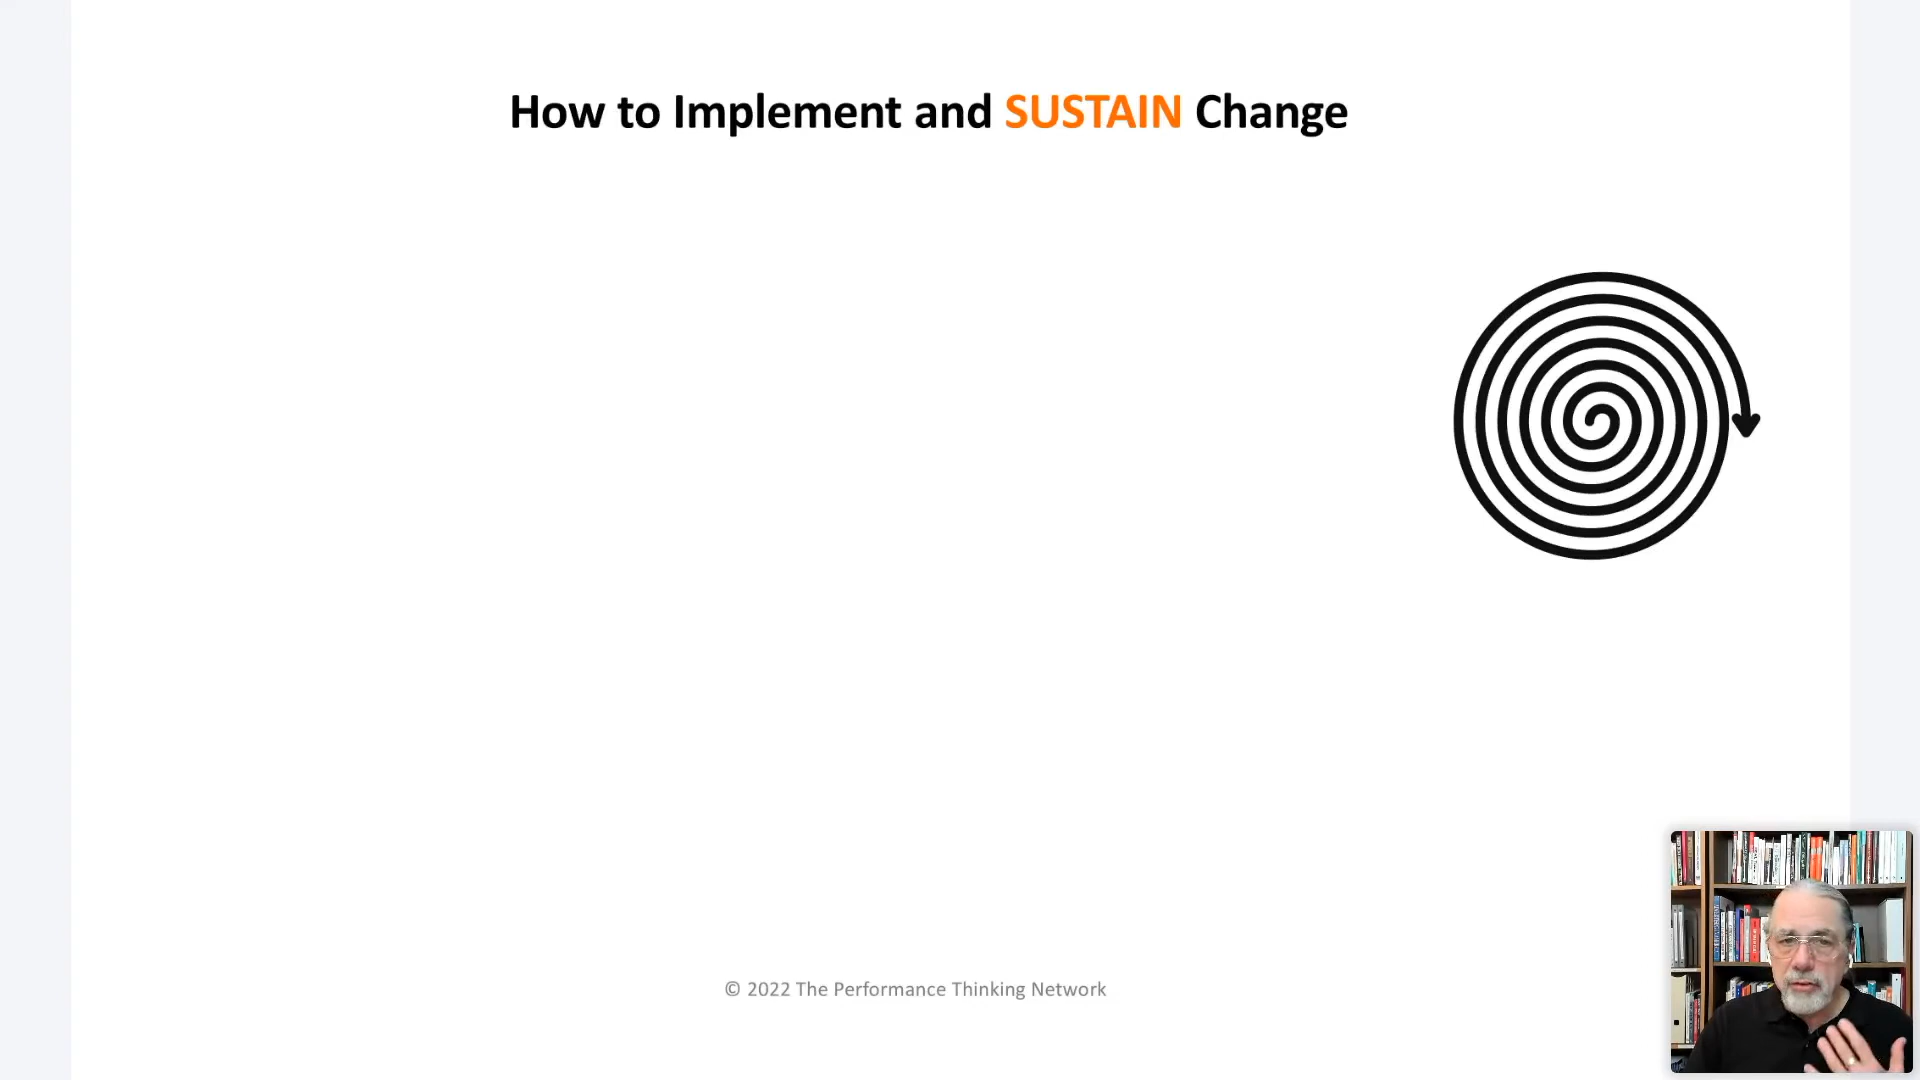 How to Implement and SUSTAIN Change
© 2022 The Performance Thinking Network